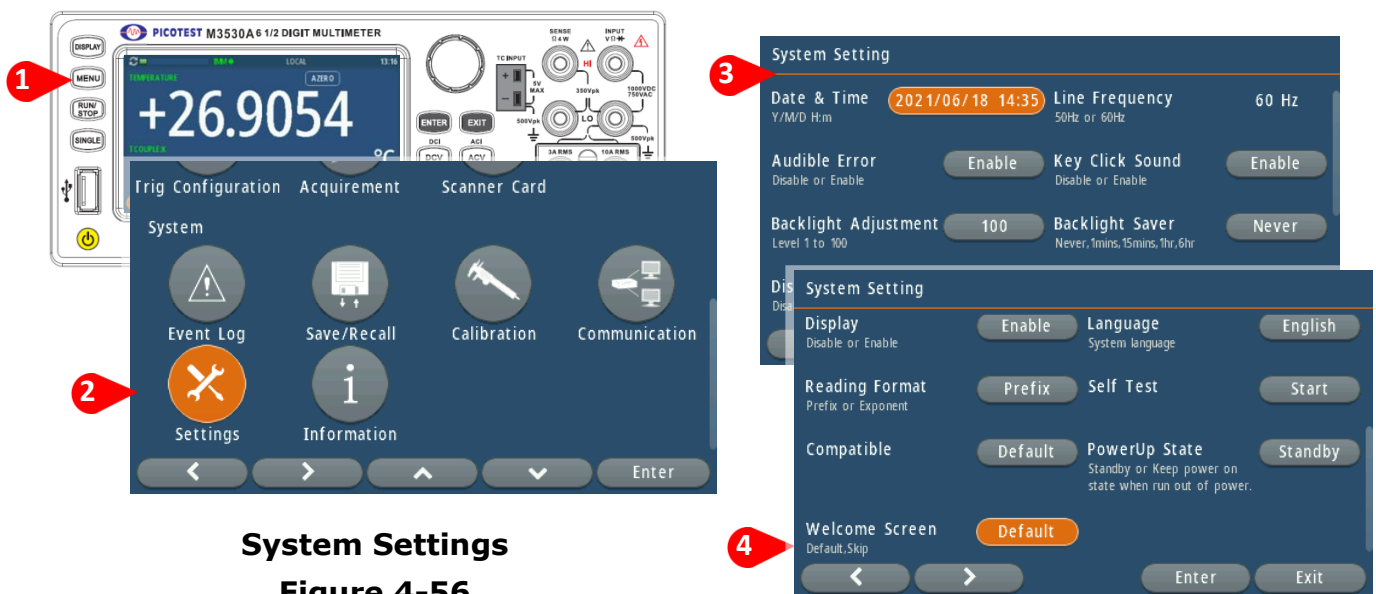 PICOTEST M3530A 6 1/2 DIGIT MULTIMETER
DISPLAY
MENU
RUN/
STOP
SINGLE
LOCAL
13:16
TEMPERATURE
AZERO
+26.9054
°C
TCOUPLE:K
ENTER
EXIT
DCI
ACI
DCV
ACV
TC INPUT
+
5V
MAX
−
SENSE
Ω 4 W
INPUT
V Ω
HI
350Vpk
1000VDC
750VAC
LO
500Vpk
500Vpk
3A RMS
10A RMS
1
Trig Configuration
Acquirement
Scanner Card
System
Event Log
Save/Recall
Calibration
Communication
2
Settings
Information
Enter
System Settings
Figure 4-56
3
System Setting
Date & Time
Y/M/D H:m
2021/06/18 14:35
Line Frequency
50Hz or 60Hz
60 Hz
Audible Error
Disable or Enable
Enable
Key Click Sound
Disable or Enable
Enable
Backlight Adjustment
Level 1 to 100
100
Backlight Saver
Never,1mins,15mins,1hr,6hr
Never
Dis
Disa
System Setting
Display
Disable or Enable
Enable
Language
System language
English
Reading Format
Prefix or Exponent
Prefix
Self Test
Start
Compatible
Default
PowerUp State
Standby or Keep power on
state when run out of power.
Standby
4
Welcome Screen
Default,Skip
Default
Enter
Exit